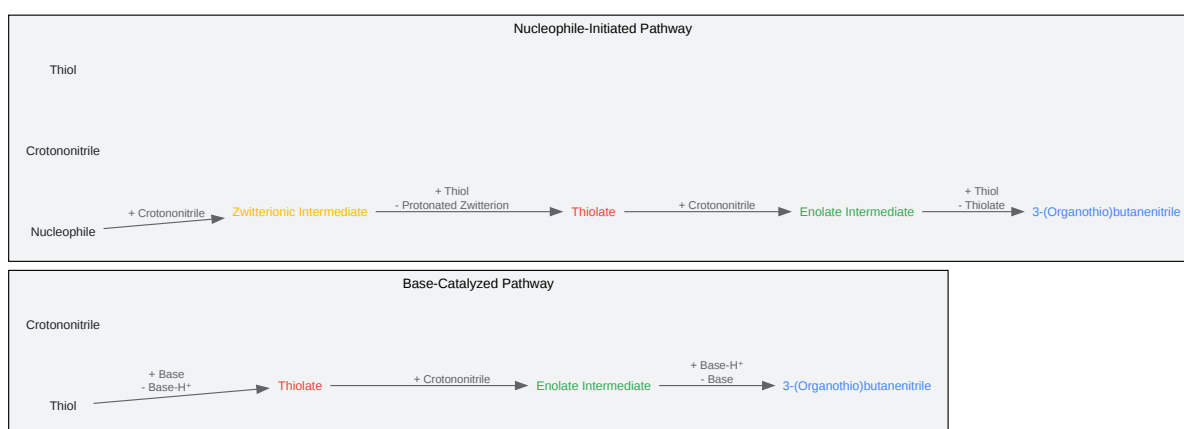 Nucleophile-Initiated Pathway
Thiol
Crotononitrile
Nucleophile
+ Crotononitrile
Zwitterionic Intermediate
+ Thiol
- Protonated Zwitterion
Thiolate
+ Crotononitrile
Enolate Intermediate
+ Thiol
- Thiolate
3-(Organothio)butanenitrile
Base-Catalyzed Pathway
Crotononitrile
Thiol
+ Base
- Base-H⁺
Thiolate
+ Crotononitrile
Enolate Intermediate
+ Base-H⁺
- Base
3-(Organothio)butanenitrile